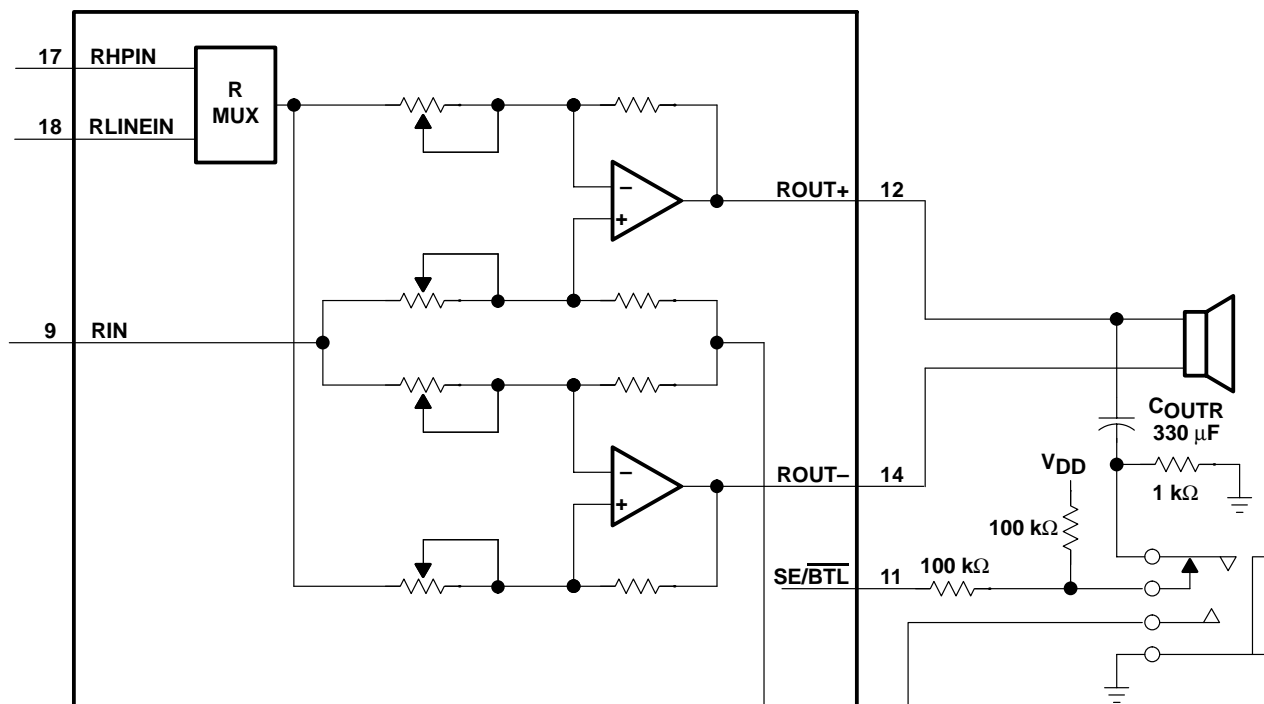 17 RHPIN
R
MUX
18 RLINEIN
−
+
ROUT+ 12
9 RIN
COUTR
330 μF
−
+
ROUT− 14
VDD
1 kΩ
100 kΩ
SE/BTL 11 100 kΩ